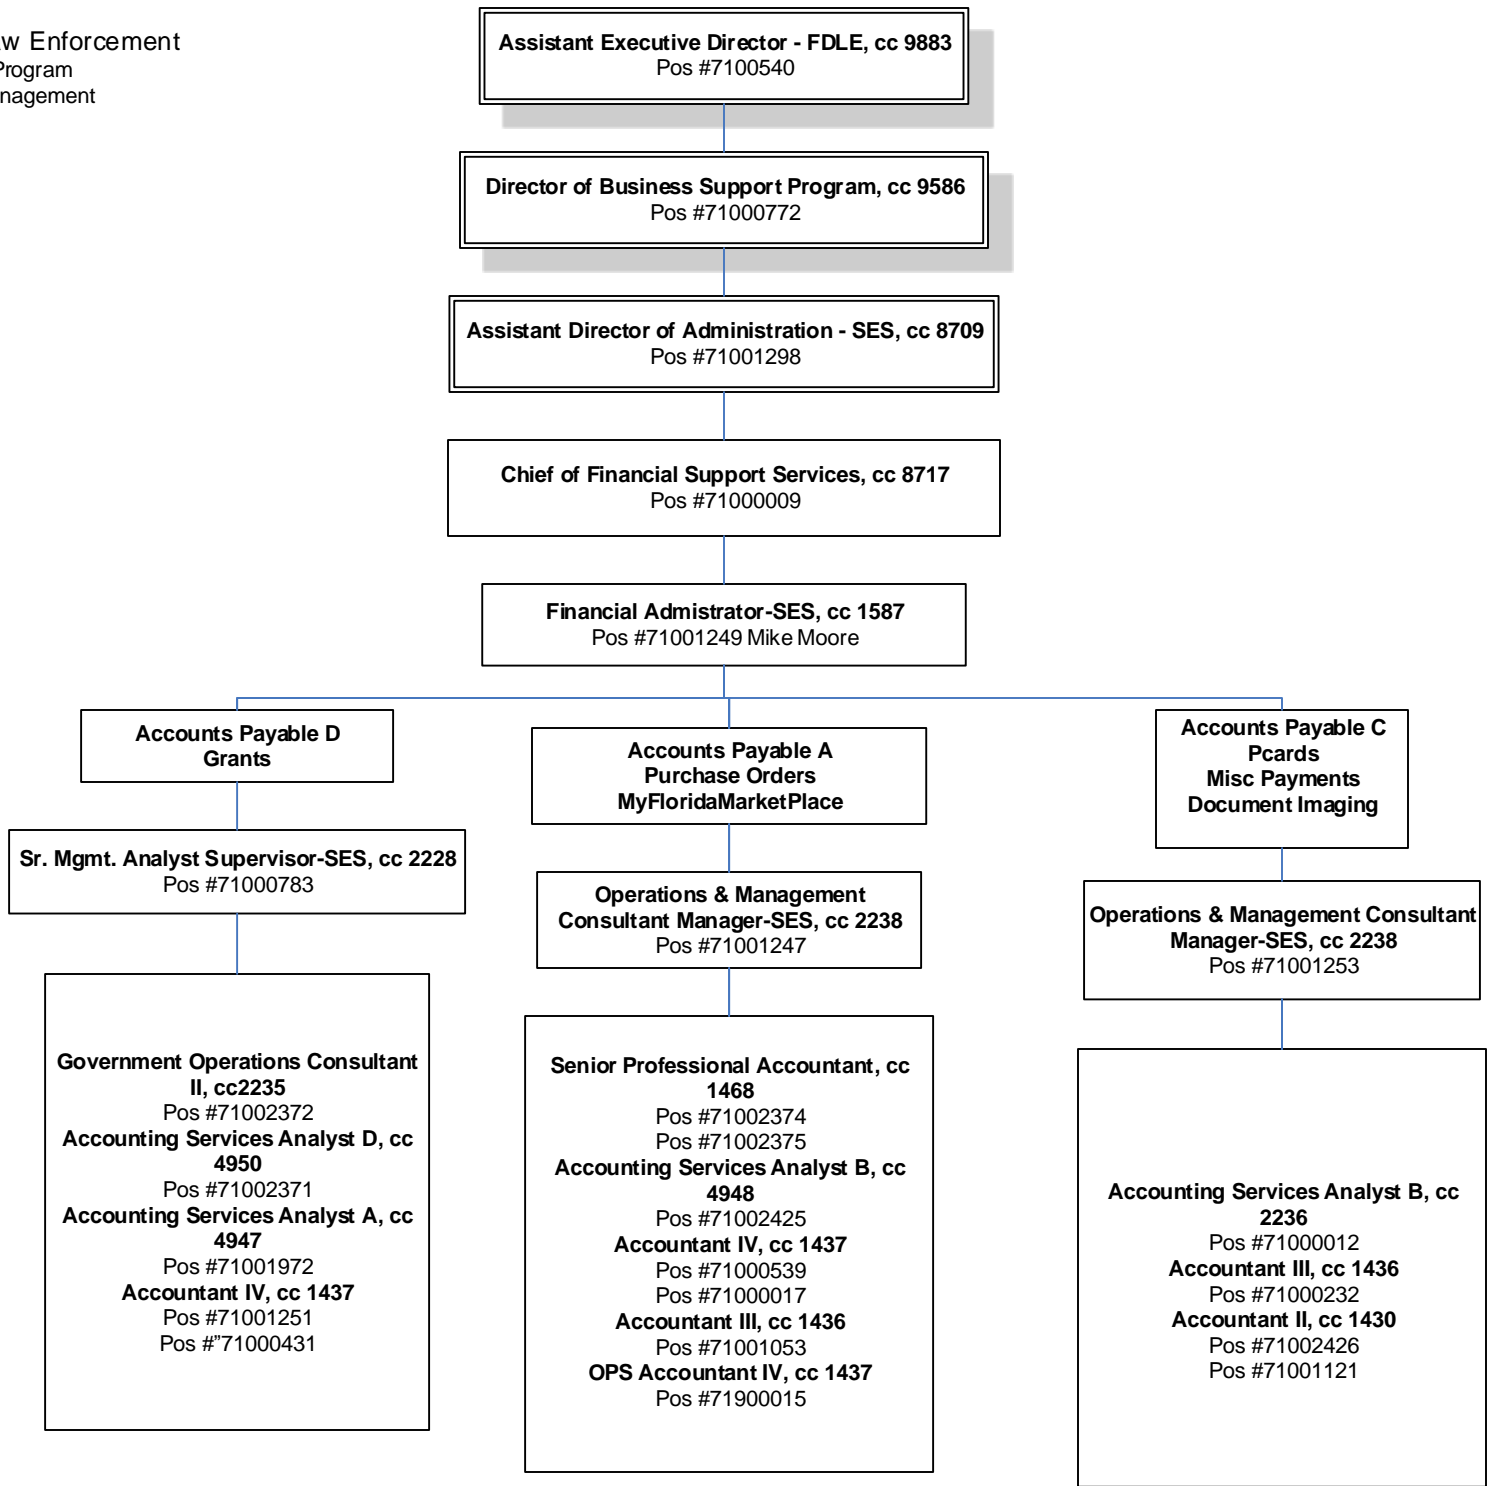 w Enforcement
Program
nagement
Assistant Executive Director - FDLE, cc 9883
Pos #7100540
Director of Business Support Program, cc 9586
Pos #71000772
Assistant Director of Administration - SES, cc 8709
Pos #71001298
Chief of Financial Support Services, cc 8717
Pos #71000009
Financial Admistrator-SES, cc 1587
Pos #71001249 Mike Moore
Accounts Payable D
Grants
Sr. Mgmt. Analyst Supervisor-SES, cc 2228
Pos #71000783
Government Operations Consultant
II, cc2235
Pos #71002372
Accounting Services Analyst D, cc
4950
Pos #71002371
Accounting Services Analyst A, cc
4947
Pos #71001972
Accountant IV, cc 1437
Pos #71001251
Pos #"71000431
Accounts Payable A
Purchase Orders
MyFloridaMarketPlace
Operations & Management
Consultant Manager-SES, cc 2238
Pos #71001247
Senior Professional Accountant, cc
1468
Pos #71002374
Pos #71002375
Accounting Services Analyst B, cc
4948
Pos #71002425
Accountant IV, cc 1437
Pos #71000539
Pos #71000017
Accountant III, cc 1436
Pos #71001053
OPS Accountant IV, cc 1437
Pos #71900015
Accounts Payable C
Pcards
Misc Payments
Document Imaging
Operations & Management Consultant
Manager-SES, cc 2238
Pos #71001253
Accounting Services Analyst B, cc
2236
Pos #71000012
Accountant III, cc 1436
Pos #71000232
Accountant II, cc 1430
Pos #71002426
Pos #71001121